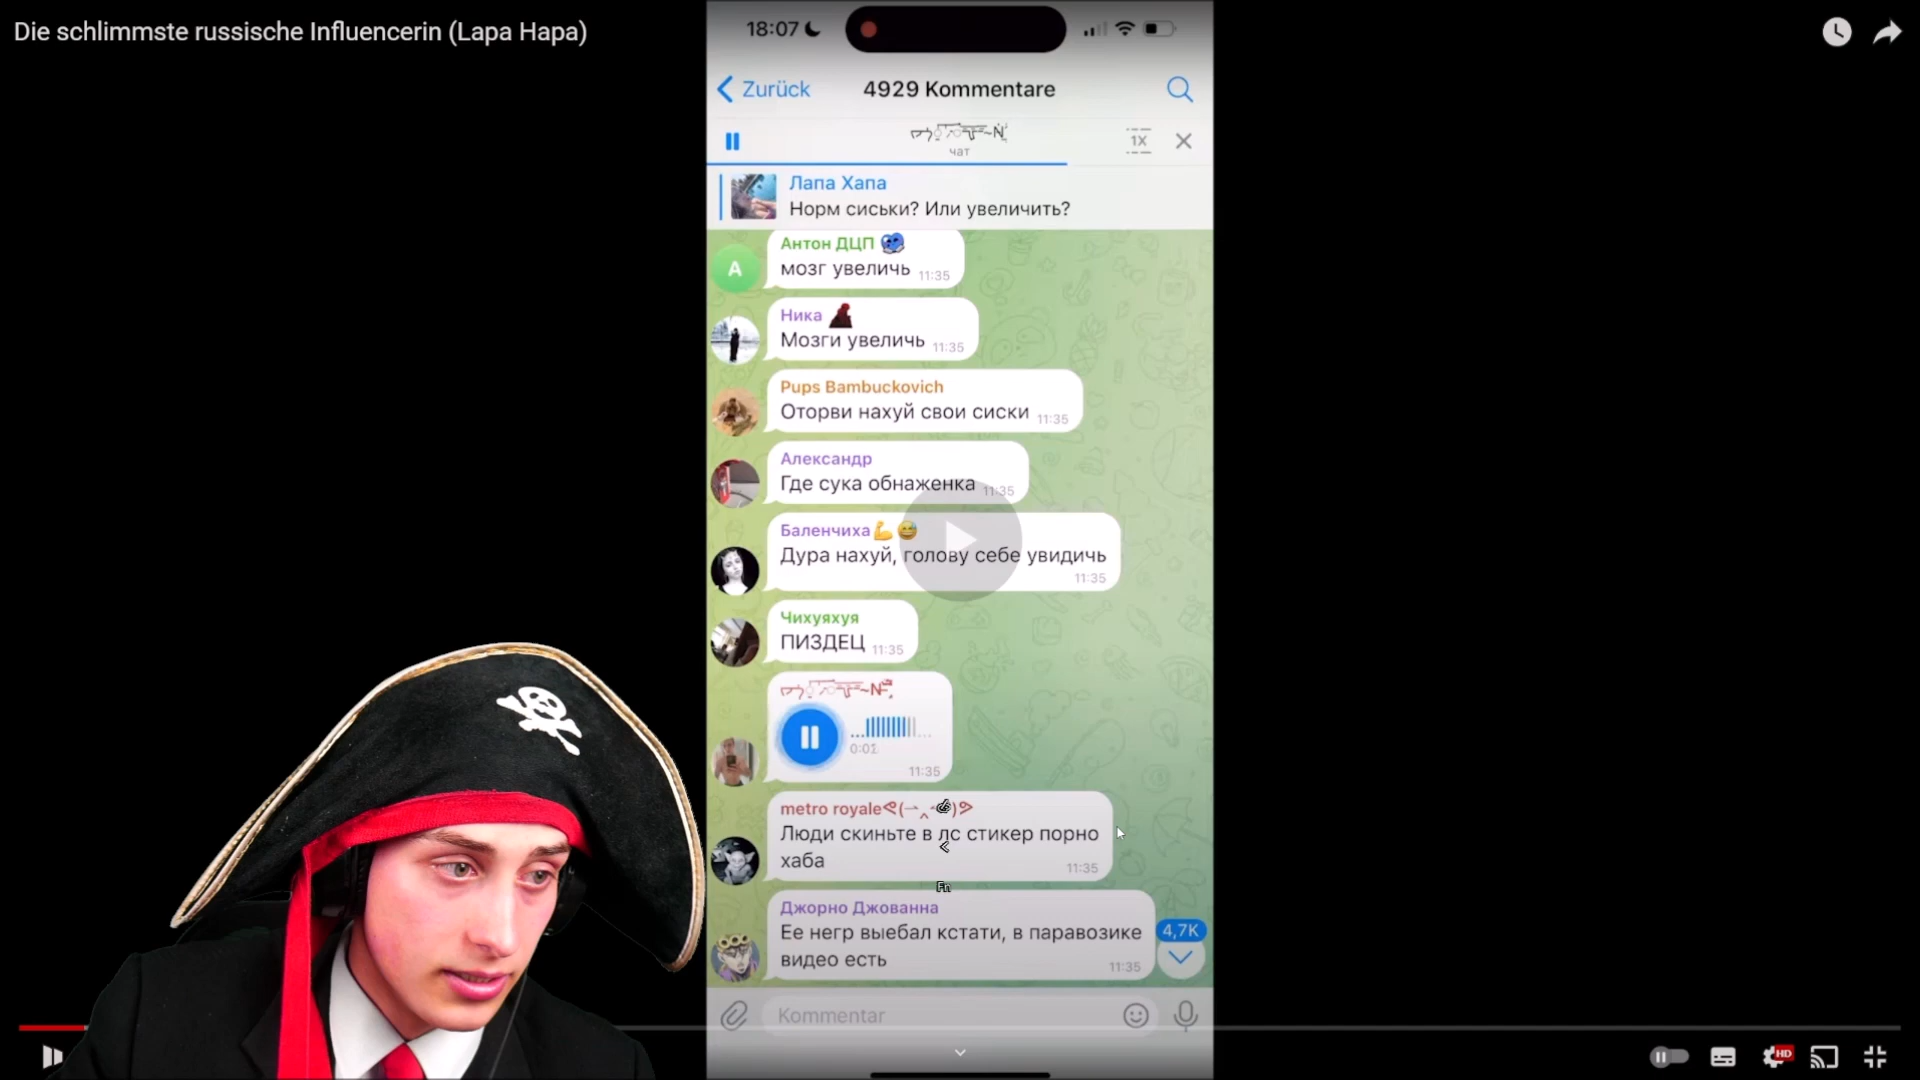 Die schlimmste russische Influencerin (Lapa Hapa)
18:07
Zurück
4929 Kommentare
чат
1X
Лапа Хапа
Норм сиськи? Или увеличить?
Антон ДЦП
А
мозг увеличь 11:35
Ника
Мозги увеличь 11:35
Pups Bambuckovich
Оторви нахуй свои сиски 11:35
Александр
Где сука обнаженка 11:35
Баленчиха💪😅
Дура нахуй, голову себе увидичь
11:35
Чихуяхуя
ПИЗДЕЦ 11:35
11:35
metro royale
Люди скиньте в лс стикер порно
хаба
11:35
Fn
Джорно Джованна
Ее негр выебал кстати, в паравозике
видео есть
11:35
4,7K
Kommentar
HD